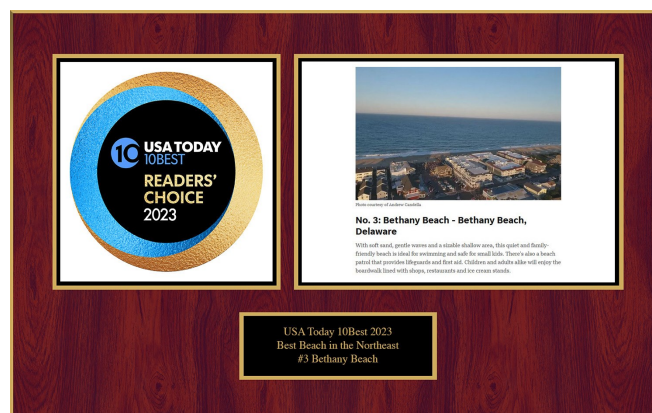 10 USA TODAY
10BEST
READERS'
CHOICE
2023
Photo courtesy of Andrew Cardella
No. 3: Bethany Beach - Bethany Beach,
Delaware
With soft sand, gentle waves and a sizable shallow area, this quiet and family-
friendly beach is ideal for swimming and safe for small kids. There's also a beach
patrol that provides lifeguards and first aid. Children and adults alike will enjoy the
boardwalk lined with shops, restaurants and ice cream stands.
USA Today 10Best 2023
Best Beach in the Northeast
#3 Bethany Beach